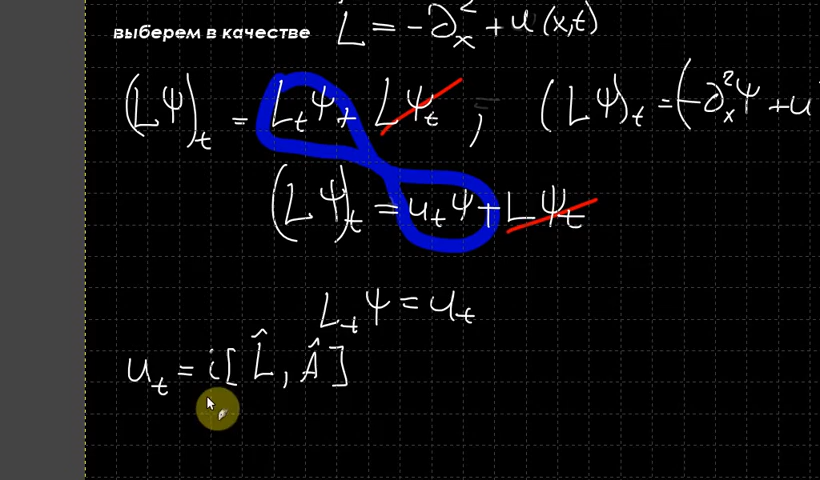 выберем в качестве L̂ = -∂ₓ² + u(x,t)
(LΨ)ₜ = LₜΨ + LΨₜ ; (LΨ)ₜ = (-∂ₓ²Ψ + u
(LΨ)ₜ = uₜΨ + LΨₜ
LₜΨ = uₜ
uₜ = i[L̂, Â]